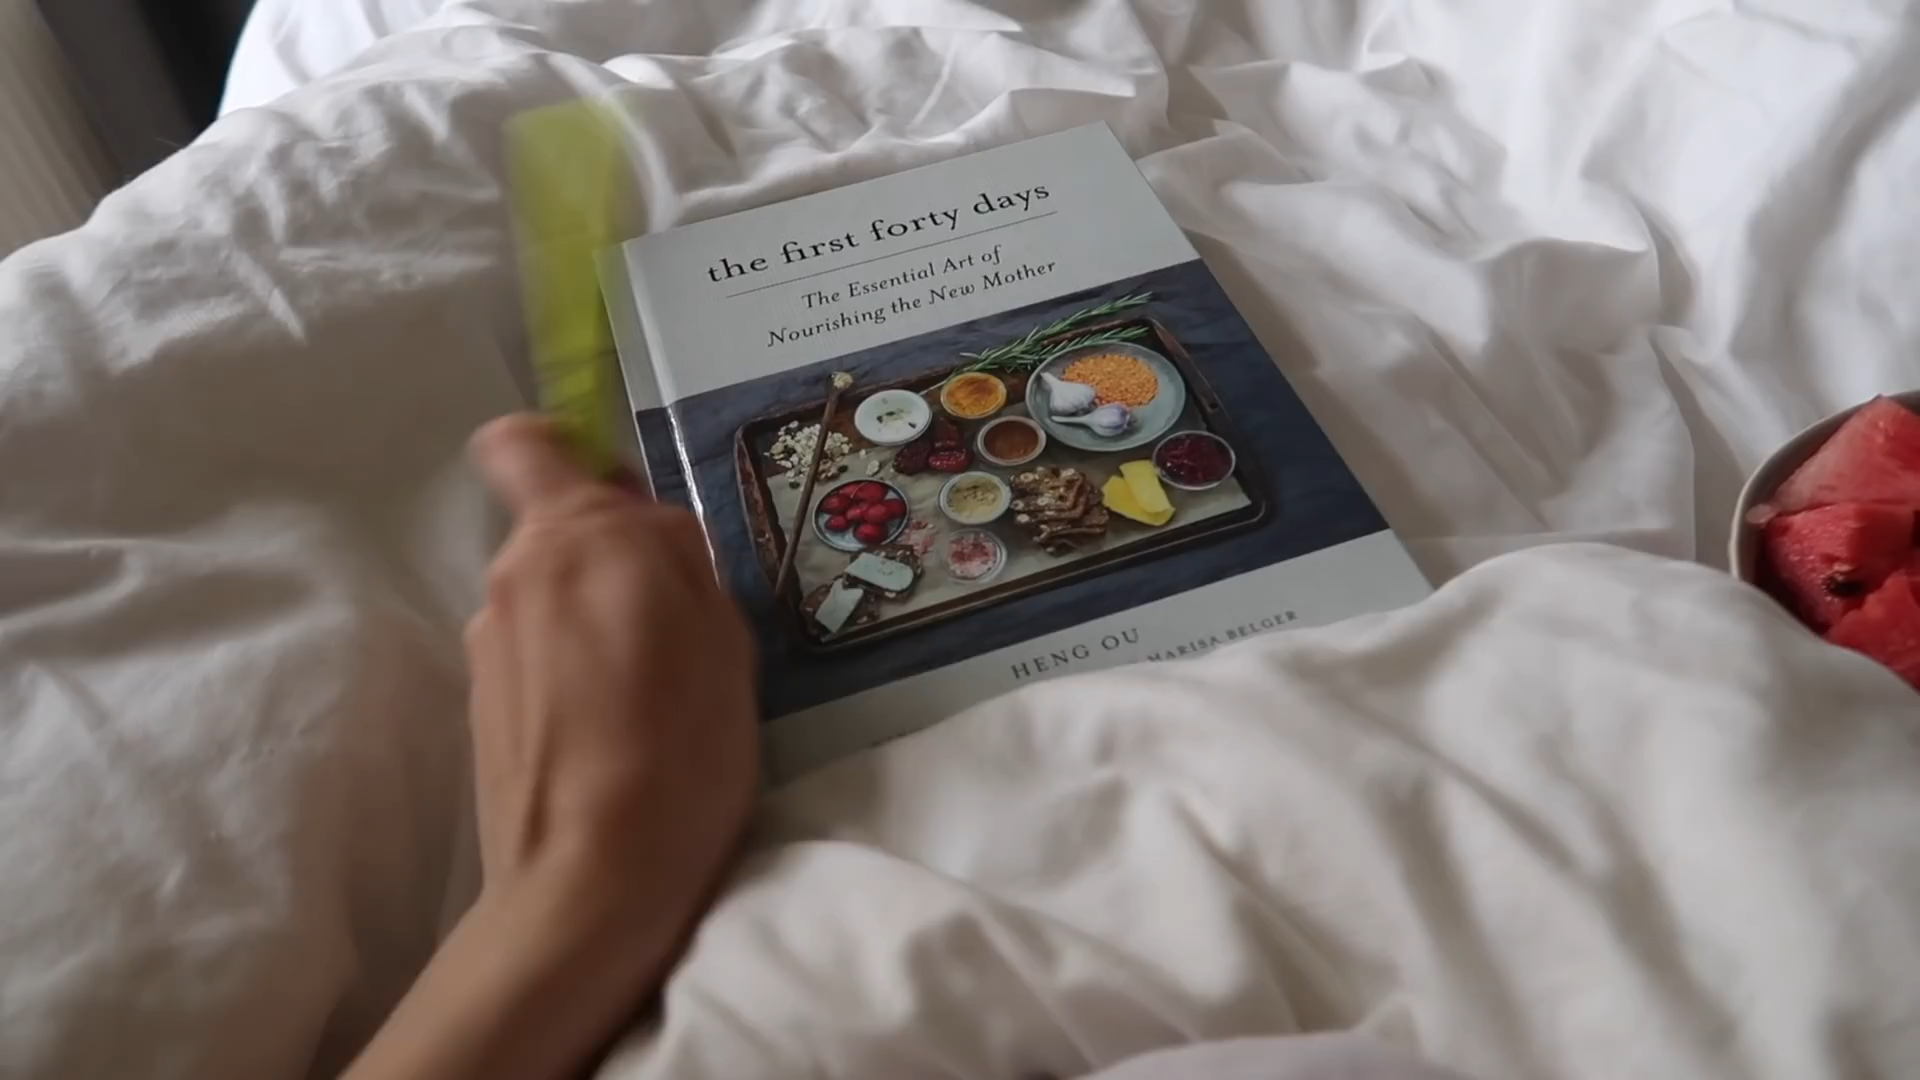 the first forty days
The Essential Art of
Nourishing the New Mother
HENG OU
MARISA BELGER